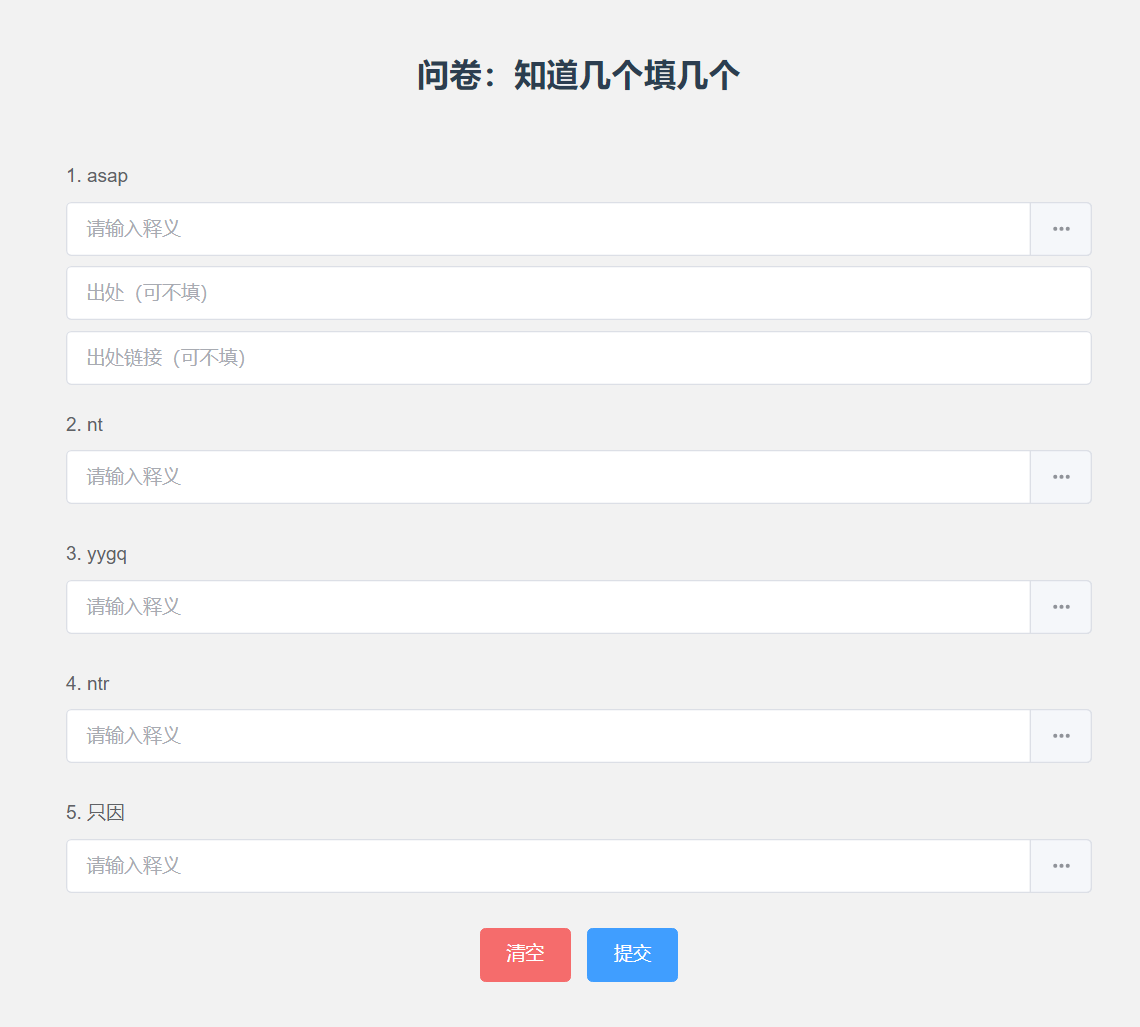 问卷：知道几个填几个
1. asap
请输入释义
出处（可不填）
出处链接（可不填）
2. nt
请输入释义
3. yygq
请输入释义
4. ntr
请输入释义
5. 只因
请输入释义
清空
提交